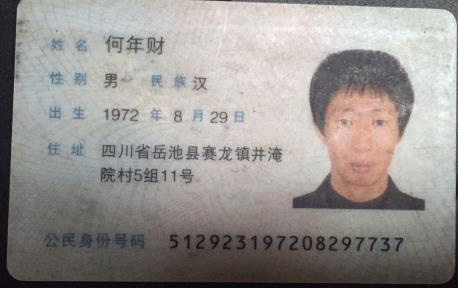 姓名 何年财
性别 男 民族 汉
出生 1972 年 8 月 29 日
住址 四川省岳池县赛龙镇井淹
院村5组11号
公民身份号码 512923197208297737